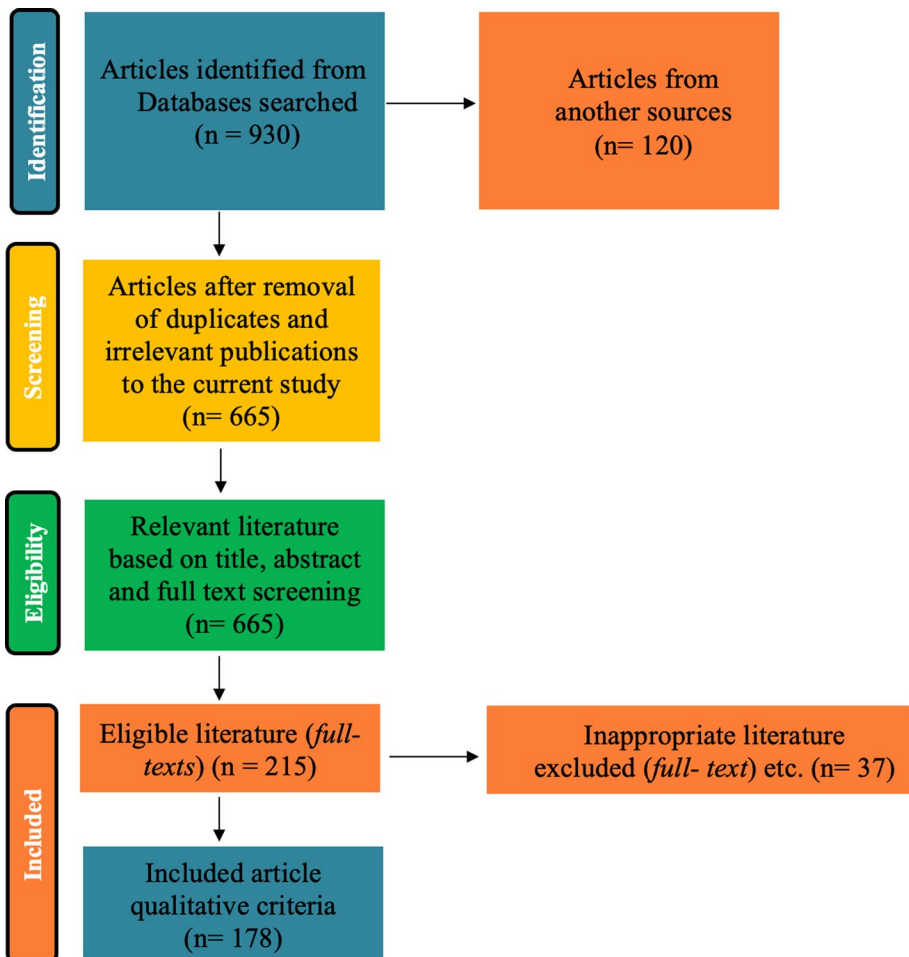 Identification
Articles identified from
Databases searched
(n = 930)
Articles from
another sources
(n= 120)
Screening
Articles after removal
of duplicates and
irrelevant publications
to the current study
(n= 665)
Eligibility
Relevant literature
based on title, abstract
and full text screening
(n= 665)
Included
Eligible literature (full-
texts) (n = 215)
Inappropriate literature
excluded (full- text) etc. (n= 37)
Included article
qualitative criteria
(n= 178)